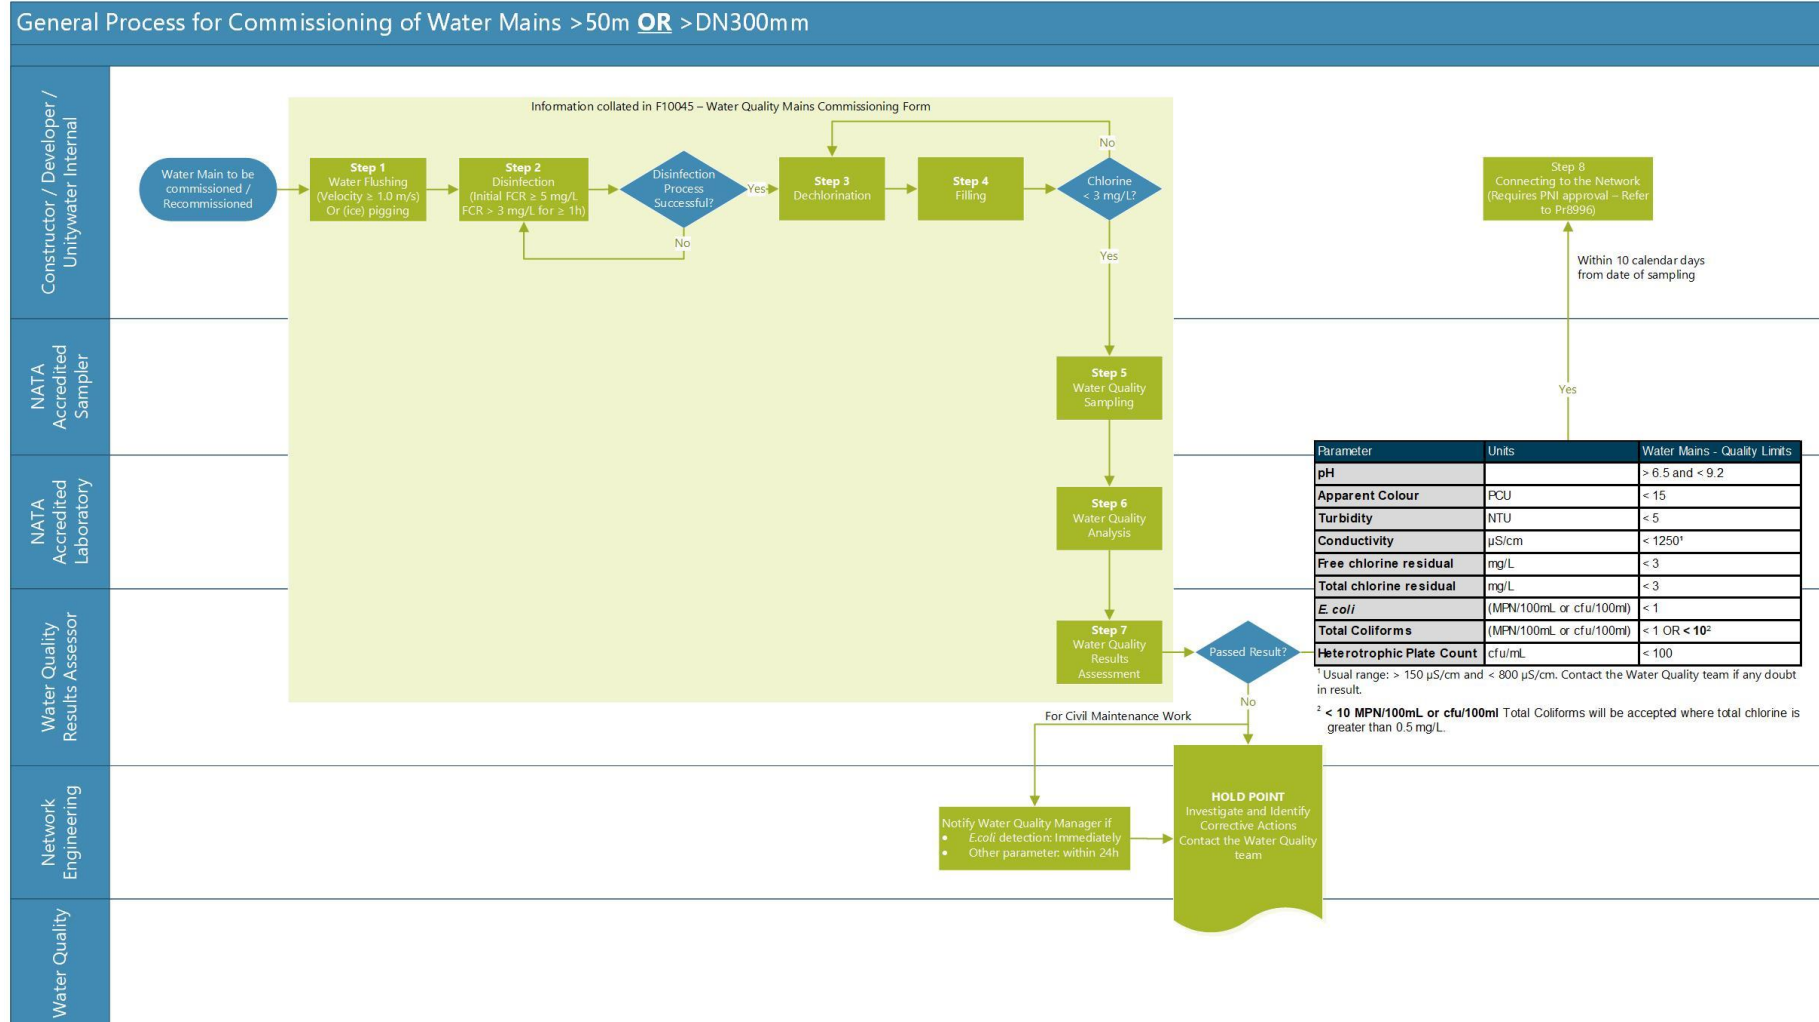 General Process for Commissioning of Water Mains >50m OR >DN300mm
Constructor / Developer /
Unitywater Internal
Information collated in F10045 – Water Quality Mains Commissioning Form
Water Main to be
commissioned /
Recommissioned
Step 1
Water Flushing
(Velocity ≥ 1.0 m/s)
Or (ice) pigging
Step 2
Disinfection
(Initial FCR ≥ 5 mg/L
FCR > 3 mg/L for ≥ 1h)
Disinfection
Process
Successful?
No
Yes
Step 3
Dechlorination
Step 4
Filling
No
Chlorine
< 3 mg/L?
Yes
Step 8
Connecting to the Network
(Requires PNI approval – Refer
to Pr8996)
Within 10 calendar days
from date of sampling
Yes
NATA
Accredited
Sampler
Step 5
Water Quality
Sampling
NATA
Accredited
Laboratory
Step 6
Water Quality
Analysis
Water Quality
Results Assessor
Step 7
Water Quality
Results
Assessment
Passed Result?
No
For Civil Maintenance Work
Parameter Units Water Mains - Quality Limits
pH > 6.5 and < 9.2
Apparent Colour PCU < 15
Turbidity NTU < 5
Conductivity µS/cm < 1250¹
Free chlorine residual mg/L < 3
Total chlorine residual mg/L < 3
E. coli (MPN/100mL or cfu/100ml) < 1
Total Coliforms (MPN/100mL or cfu/100ml) < 1 OR < 10²
Heterotrophic Plate Count cfu/mL < 100
¹ Usual range: > 150 µS/cm and < 800 µS/cm. Contact the Water Quality team if any doubt
in result.
² < 10 MPN/100mL or cfu/100ml Total Coliforms will be accepted where total chlorine is
greater than 0.5 mg/L.
Network
Engineering
Notify Water Quality Manager if
• E.coli detection: Immediately
• Other parameter: within 24h
HOLD POINT
Investigate and Identify
Corrective Actions
Contact the Water Quality
team
Water Quality